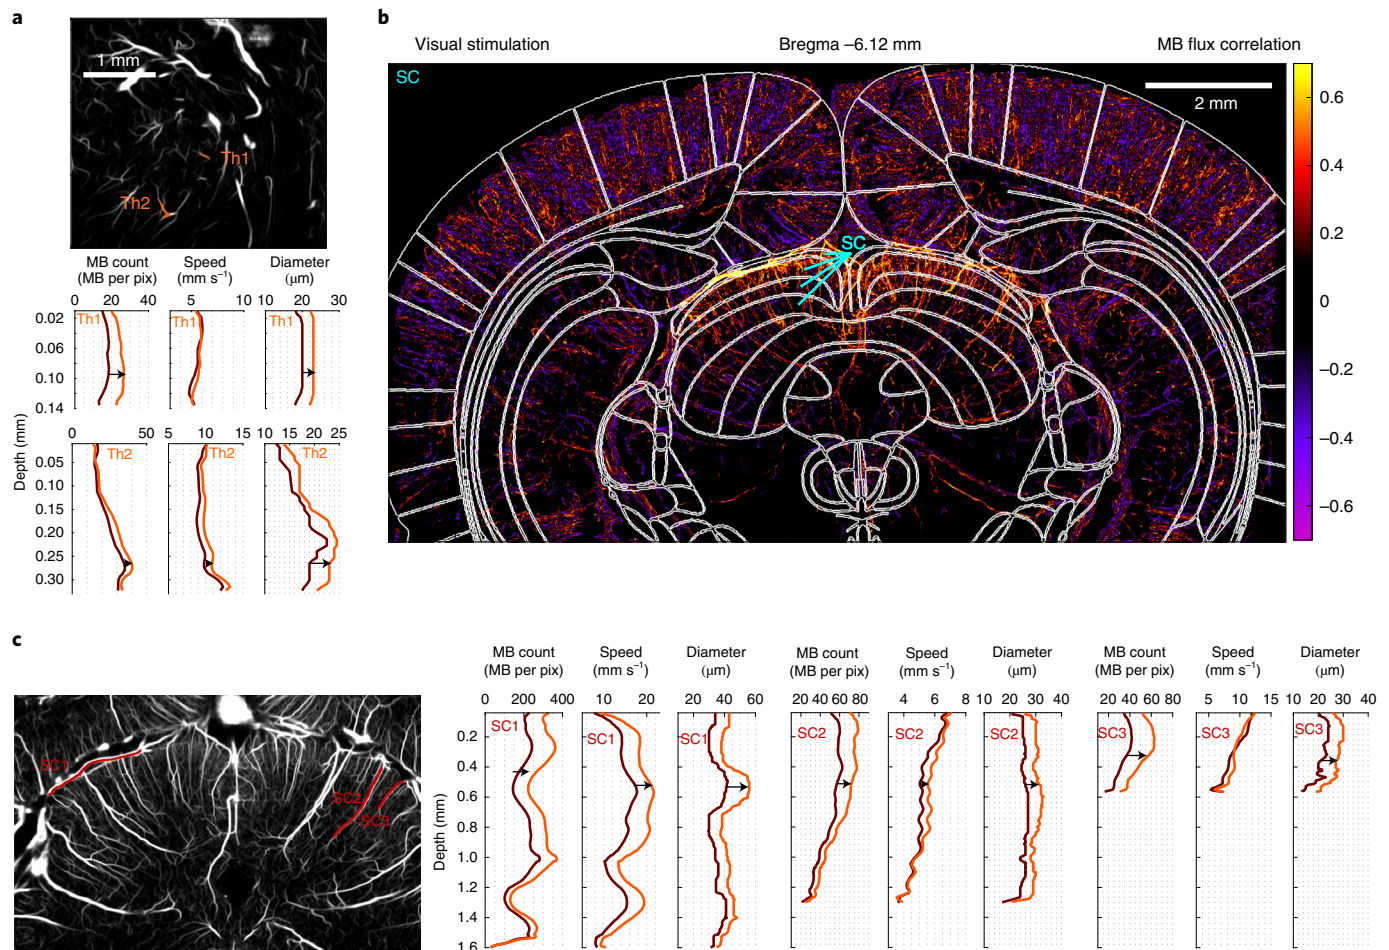 a
1 mm
Th1
Th2
MB count
(MB per pix)
Speed
(mm s⁻¹)
Diameter
(μm)
0 20 40
5 10
10 20 30
Th1
Th1
Th1
0.02
0.06
0.10
0.14
0 50
5 10 15
10 15 20 25
Th2
Th2
Th2
0.05
0.10
0.15
0.20
0.25
0.30
Depth (mm)
b
Visual stimulation
Bregma –6.12 mm
MB flux correlation
SC
2 mm
SC
0.6
0.4
0.2
0
–0.2
–0.4
–0.6
c
SC1
SC2
SC3
MB count
(MB per pix)
Speed
(mm s⁻¹)
Diameter
(μm)
MB count
(MB per pix)
Speed
(mm s⁻¹)
Diameter
(μm)
MB count
(MB per pix)
Speed
(mm s⁻¹)
Diameter
(μm)
0 200 400
10 20
20 40 60
20 40 60 80
4 6 8
10 20 30 40
20 40 60 80
5 10 15
10 20 30 40
SC1
SC1
SC1
SC2
SC2
SC2
SC3
SC3
SC3
0.2
0.4
0.6
0.8
1.0
1.2
1.4
1.6
Depth (mm)